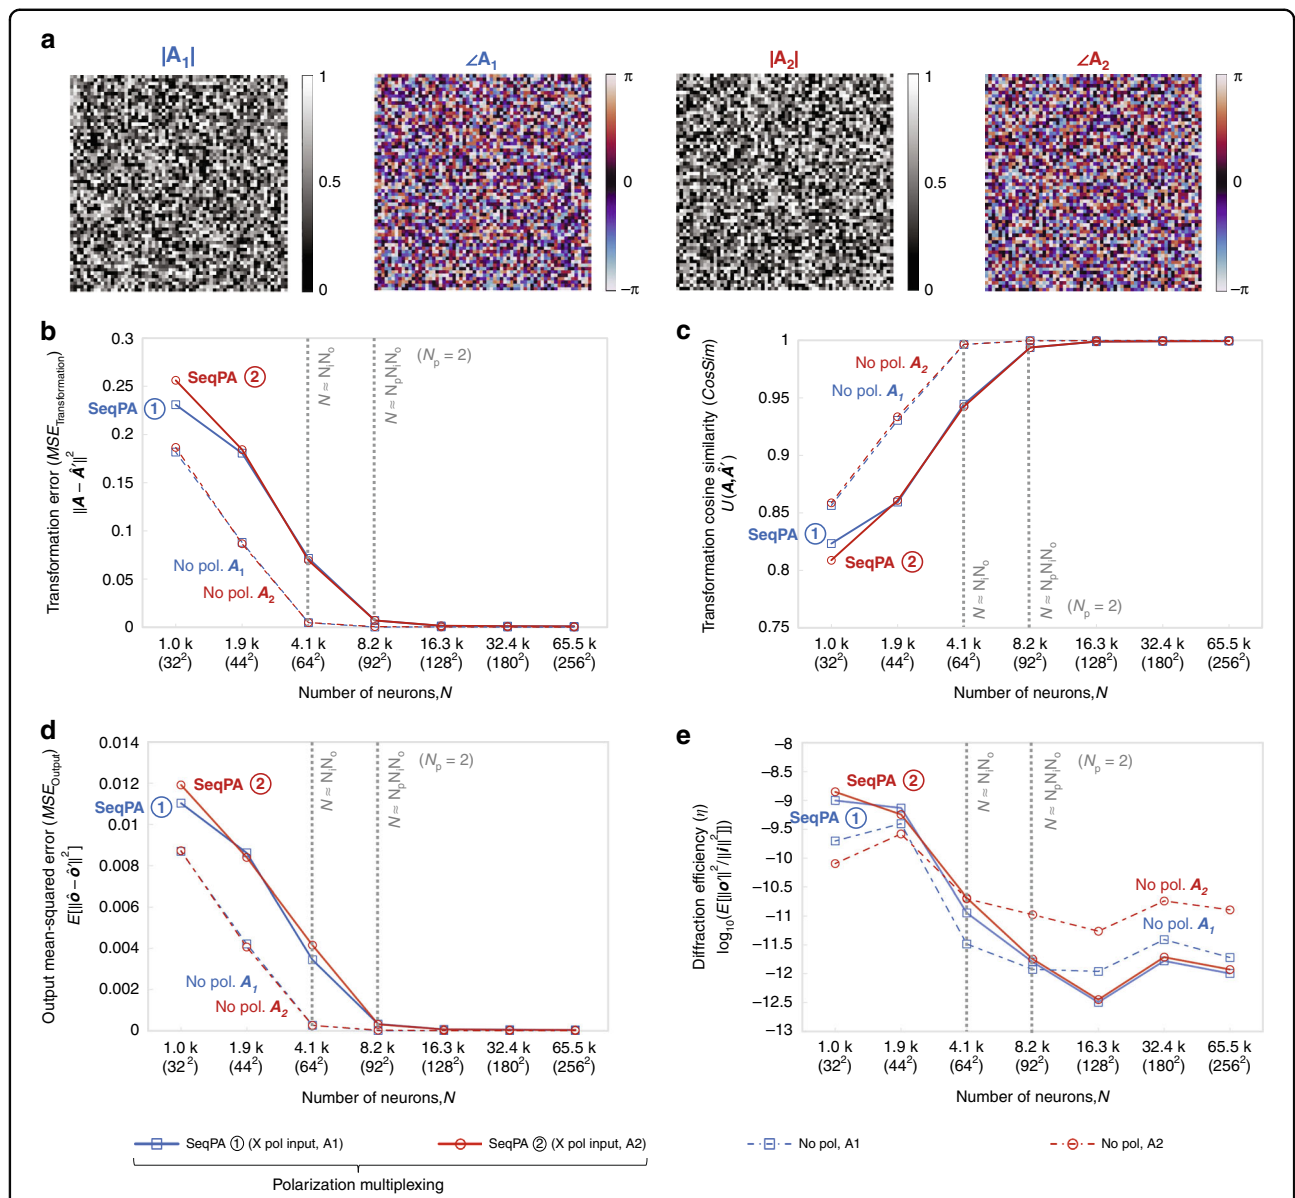 a
|A₁|
∠A₁
|A₂|
∠A₂
1
0.5
0
π
0
−π
1
0.5
0
π
0
−π
b
Transformation error (MSE_Transformation)
||A − Â′||²
0.3
0.25
0.2
0.15
0.1
0.05
0
SeqPA ②
SeqPA ①
No pol. A₁
No pol. A₂
N ≈ NᵢNₒ
N ≈ NₚNᵢNₒ
(Nₚ = 2)
1.0 k 1.9 k 4.1 k 8.2 k 16.3 k 32.4 k 65.5 k
(32²) (44²) (64²) (92²) (128²) (180²) (256²)
Number of neurons,N
c
Transformation cosine similarity (CosSim)
U(A,Â′)
1
0.95
0.9
0.85
0.8
0.75
No pol. A₂
No pol. A₁
SeqPA ①
SeqPA ②
N ≈ NᵢNₒ
N ≈ NₚNᵢNₒ
(Nₚ = 2)
1.0 k 1.9 k 4.1 k 8.2 k 16.3 k 32.4 k 65.5 k
(32²) (44²) (64²) (92²) (128²) (180²) (256²)
Number of neurons,N
d
Output mean-squared error (MSE_Output)
E[||ô − ô′||²]
0.014
0.012
0.01
0.008
0.006
0.004
0.002
0
SeqPA ②
SeqPA ①
No pol. A₁
No pol. A₂
N ≈ NᵢNₒ
N ≈ NₚNᵢNₒ
(Nₚ = 2)
1.0 k 1.9 k 4.1 k 8.2 k 16.3 k 32.4 k 65.5 k
(32²) (44²) (64²) (92²) (128²) (180²) (256²)
Number of neurons,N
e
Diffraction efficiency (η)
log₁₀(E[||o′||²/||i||²]])
−8
−8.5
−9
−9.5
−10
−10.5
−11
−11.5
−12
−12.5
−13
SeqPA ②
SeqPA ①
No pol. A₂
No pol. A₁
N ≈ NᵢNₒ
N ≈ NₚNᵢNₒ
(Nₚ = 2)
1.0 k 1.9 k 4.1 k 8.2 k 16.3 k 32.4 k 65.5 k
(32²) (44²) (64²) (92²) (128²) (180²) (256²)
Number of neurons,N
SeqPA ① (X pol input, A1)
SeqPA ② (X pol input, A2)
No pol, A1
No pol, A2
Polarization multiplexing